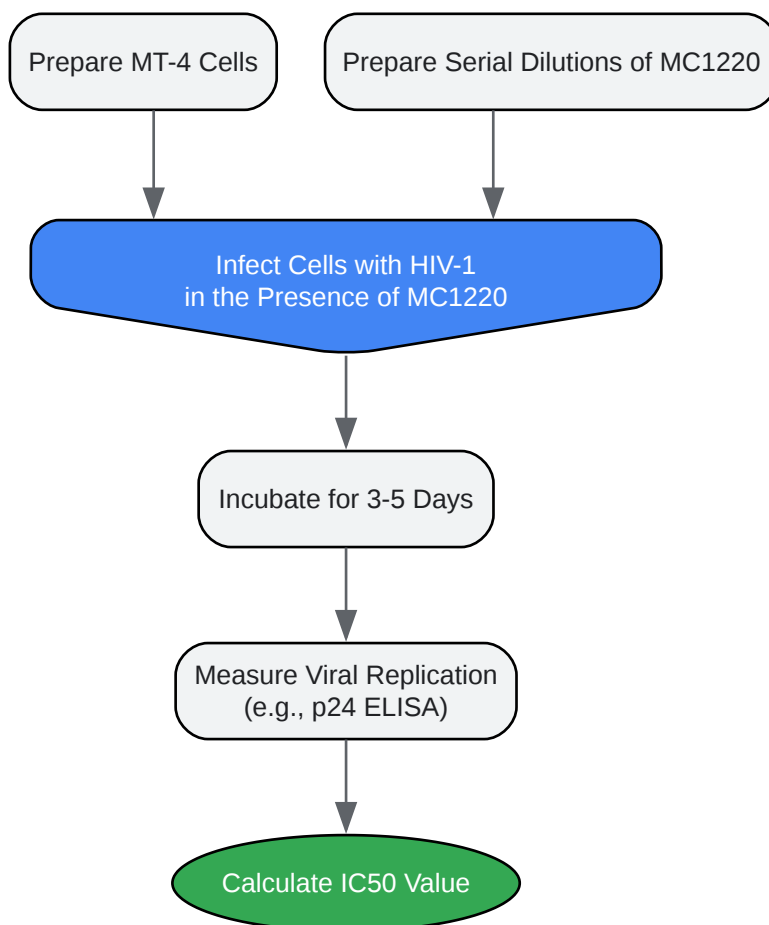 Prepare MT-4 Cells
Prepare Serial Dilutions of MC1220
Infect Cells with HIV-1
in the Presence of MC1220
Incubate for 3-5 Days
Measure Viral Replication
(e.g., p24 ELISA)
Calculate IC50 Value